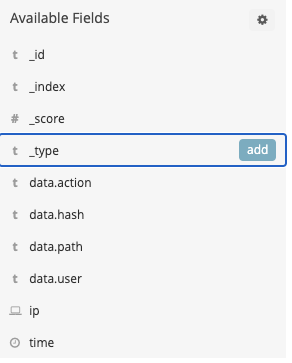 Available Fields
t _id
t _index
# _score
t _type add
t data.action
t data.hash
t data.path
t data.user
ip
time